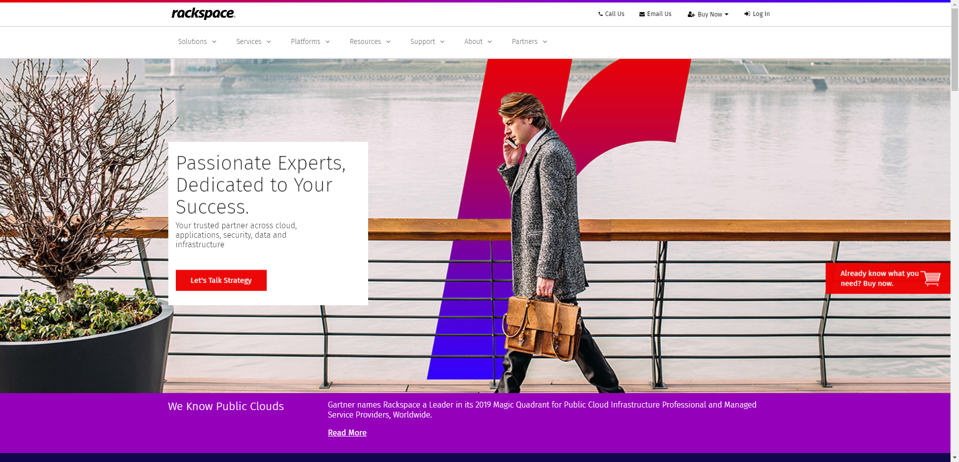 rackspace
Call Us Email Us Buy Now Log In
Solutions Services Platforms Resources Support About Partners
Passionate Experts,
Dedicated to Your
Success.
Your trusted partner across cloud,
applications, security, data and
infrastructure
Let's Talk Strategy
Already know what you
need? Buy now.
We Know Public Clouds
Gartner names Rackspace a Leader in its 2019 Magic Quadrant for Public Cloud Infrastructure Professional and Managed
Service Providers, Worldwide.
Read More